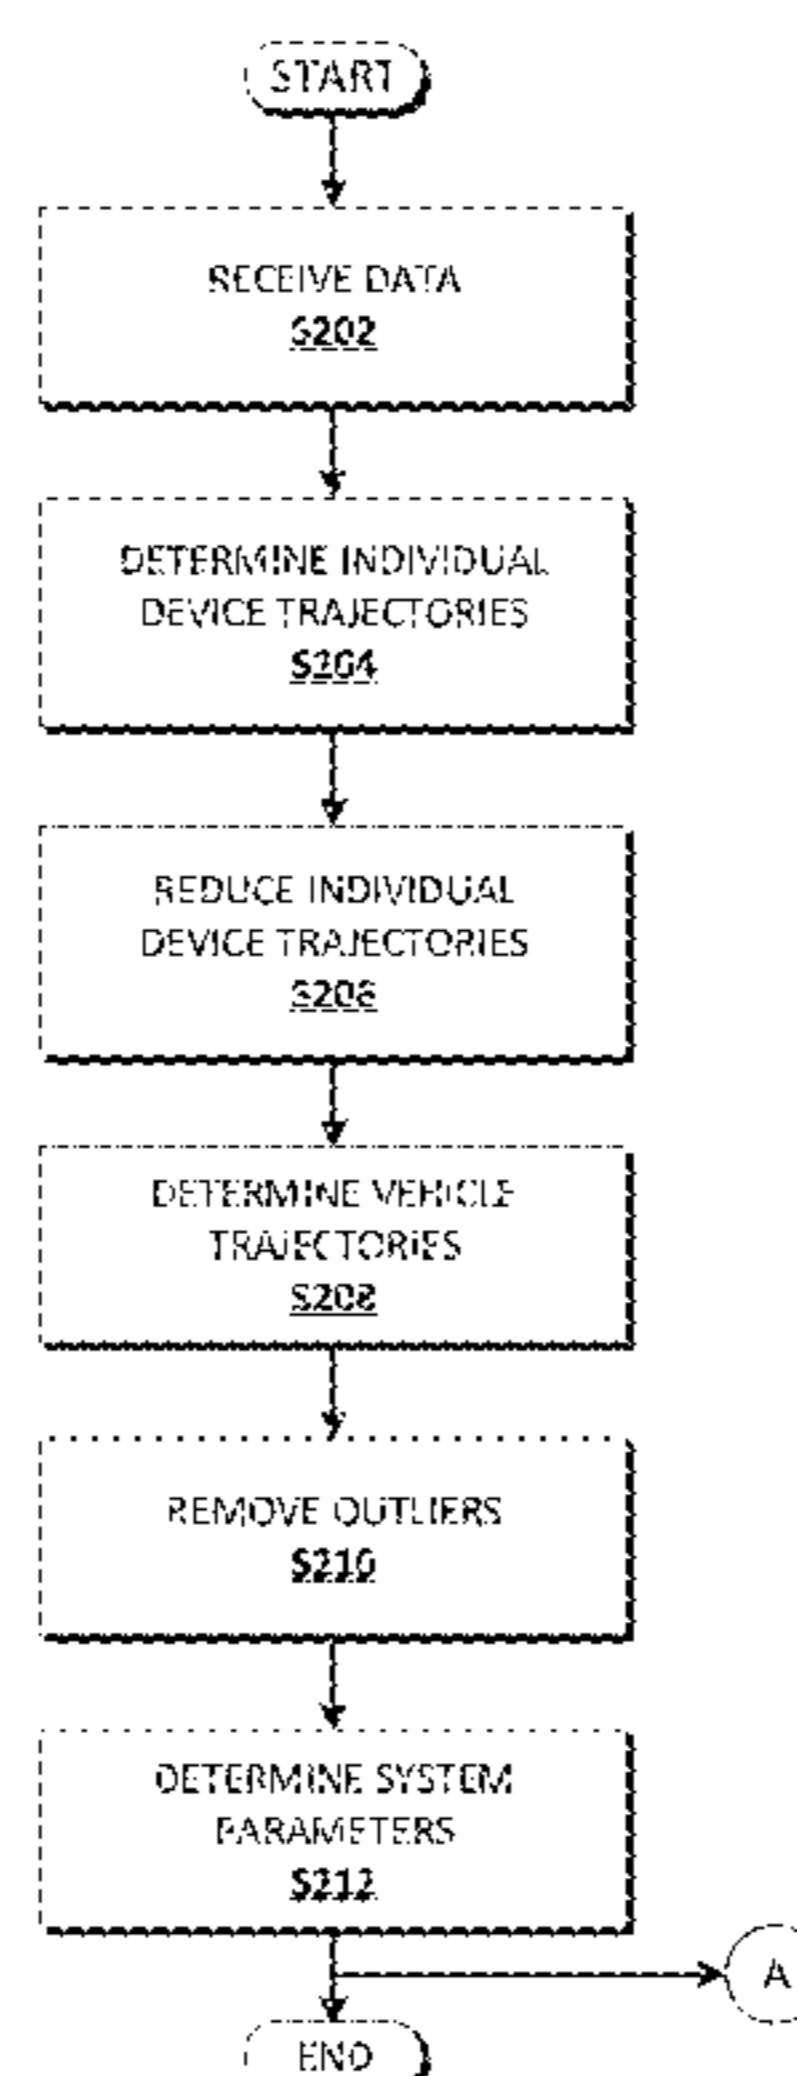 START
RECEIVE DATA
S202
DETERMINE INDIVIDUAL
DEVICE TRAJECTORIES
S204
REDUCE INDIVIDUAL
DEVICE TRAJECTORIES
S206
DETERMINE VEHICLE
TRAJECTORIES
S208
REMOVE OUTLIERS
S210
DETERMINE SYSTEM
PARAMETERS
S212
A
END